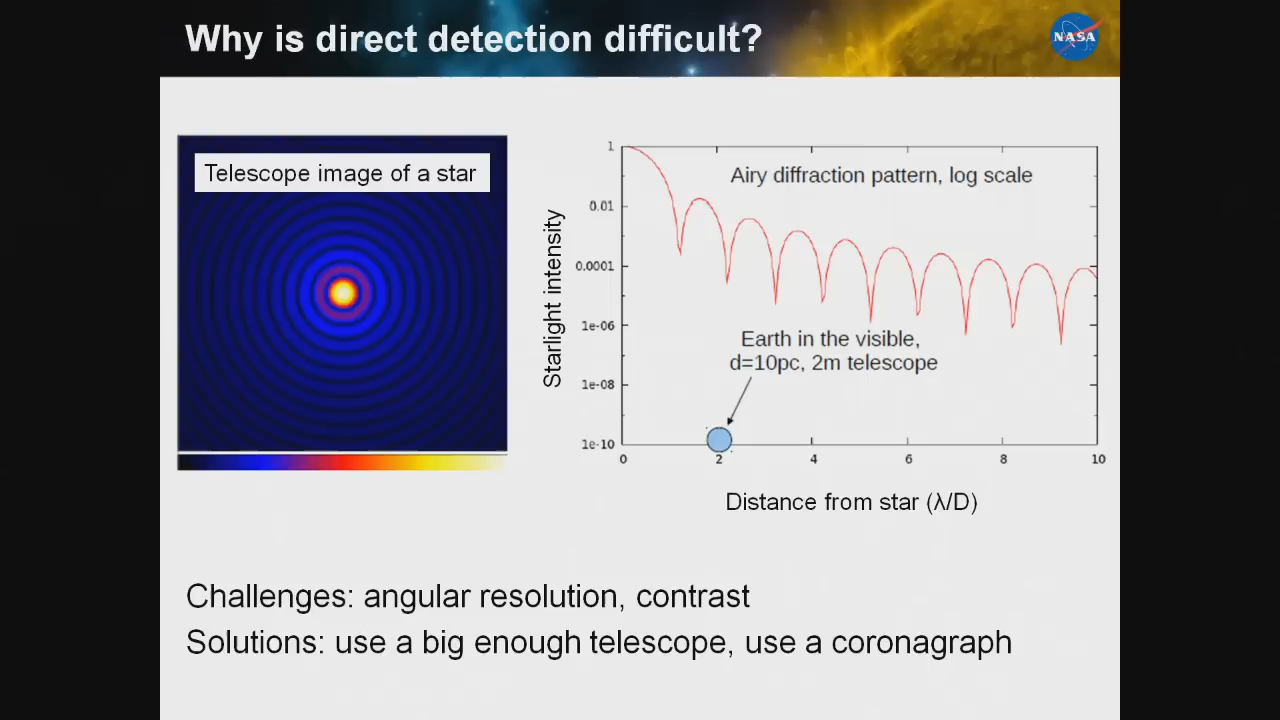 Why is direct detection difficult?
NASA
Telescope image of a star
Airy diffraction pattern, log scale
Starlight intensity
1
0.01
0.0001
1e-06
1e-08
1e-10
Earth in the visible,
d=10pc, 2m telescope
0 2 4 6 8 10
Distance from star (λ/D)
Challenges: angular resolution, contrast
Solutions: use a big enough telescope, use a coronagraph